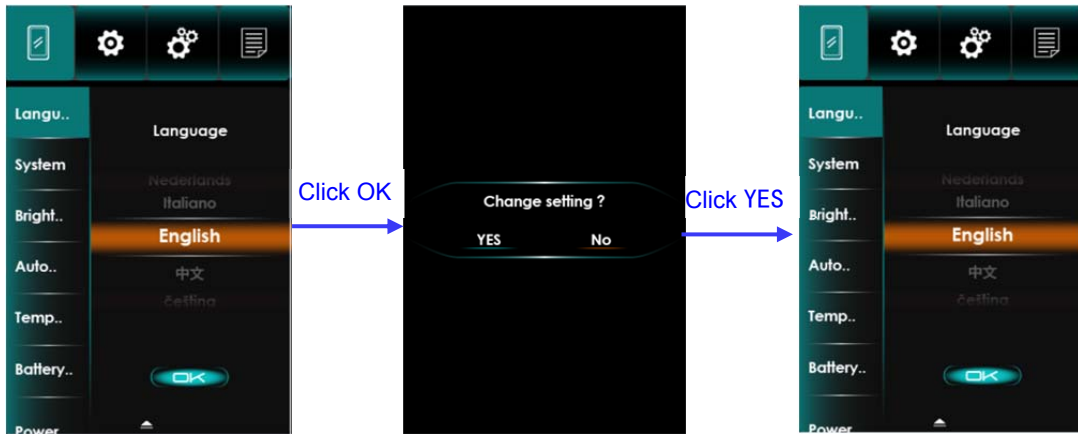 Langu..
System
Bright..
Auto..
Temp..
Battery..
Power
Language
Nederlands
Italiano
English
中文
čeština
OK
Click OK
Change setting ?
YES
No
Click YES
Langu..
System
Bright..
Auto..
Temp..
Battery..
Power
Language
Nederlands
Italiano
English
中文
čeština
OK